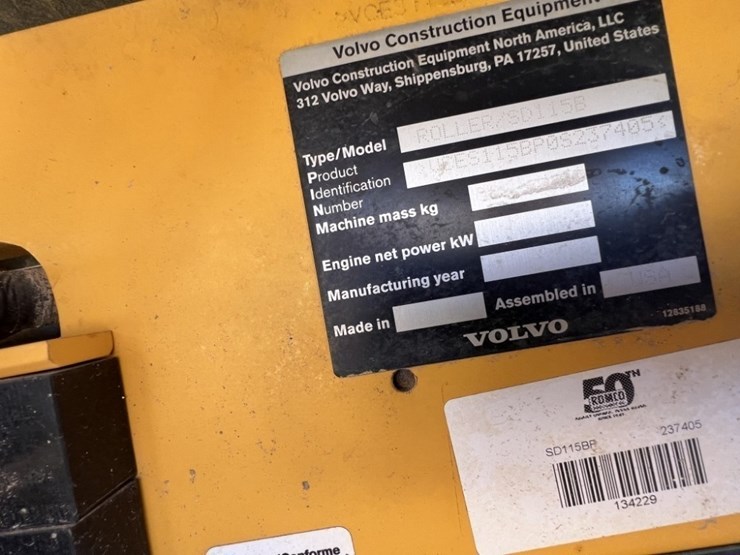 Volvo Construction Equipment
Volvo Construction Equipment North America, LLC
312 Volvo Way, Shippensburg, PA 17257, United States
Type/Model ROLLER/SD115B
Product
Identification
Number
Machine mass kg
Engine net power kW
Manufacturing year
Made in
Assembled in USA
VOLVO
12835188
50TH
ROMCO
SD115BP 237405
134229